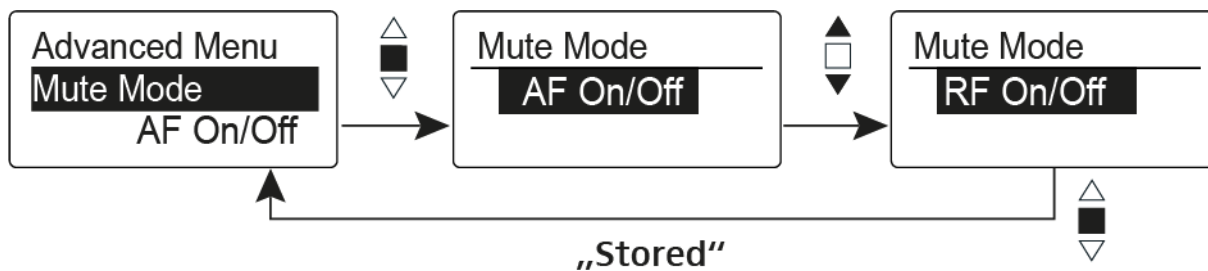 Advanced Menu
Mute Mode
AF On/Off
Mute Mode
AF On/Off
Mute Mode
RF On/Off
„Stored“